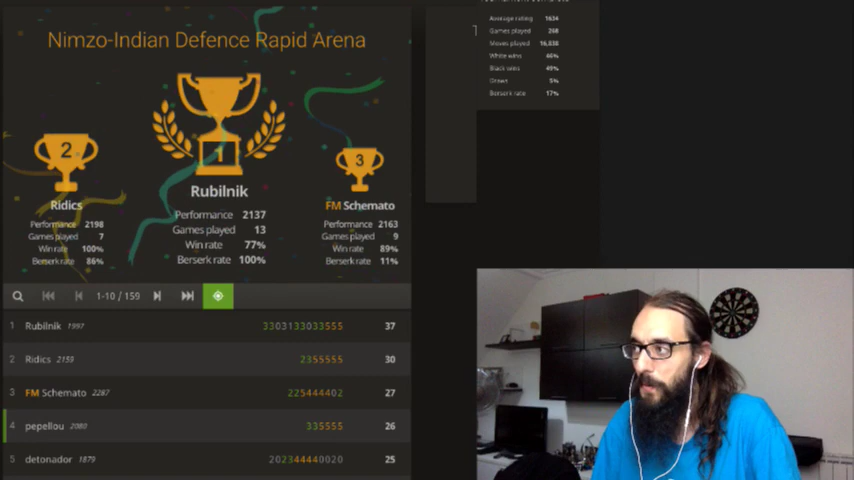 Nimzo-Indian Defence Rapid Arena
2
1
3
Rubilnik
Performance 2137
Games played 13
Win rate 77%
Berserk rate 100%
Ridics
Performance 2198
Games played 7
Win rate 100%
Berserk rate 86%
FM Schemato
Performance 2163
Games played 9
Win rate 89%
Berserk rate 11%
1-10 / 159
1 Rubilnik 1997 3303133033555 37
2 Ridics 2159 2355555 30
3 FM Schemato 2287 225444402 27
4 pepellou 2080 335555 26
5 detonador 1879 202344440020 25
Average rating 1634
Games played 268
Moves played 16,038
White wins 46%
Black wins 49%
Draws 5%
Berserk rate 17%